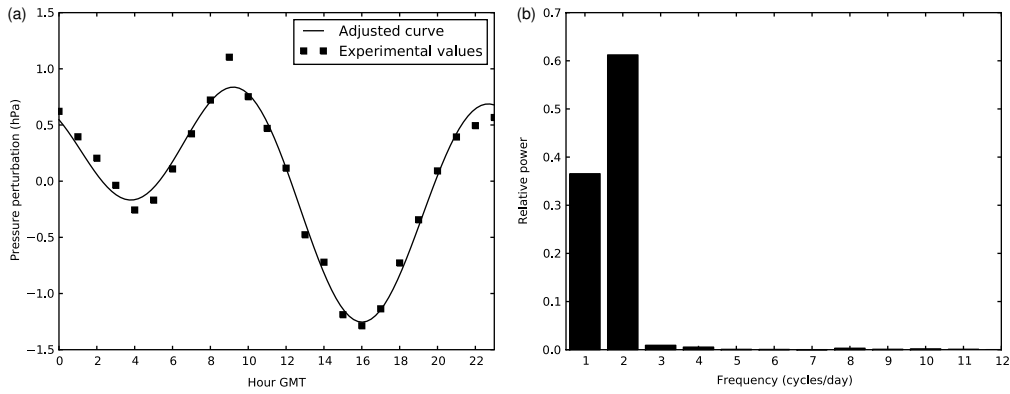 (a)
Adjusted curve
Experimental values
Pressure perturbation (hPa)
1.5
1.0
0.5
0.0
−0.5
−1.0
−1.5
0 2 4 6 8 10 12 14 16 18 20 22
Hour GMT
(b)
Relative power
0.7
0.6
0.5
0.4
0.3
0.2
0.1
0.0
1 2 3 4 5 6 7 8 9 10 11 12
Frequency (cycles/day)